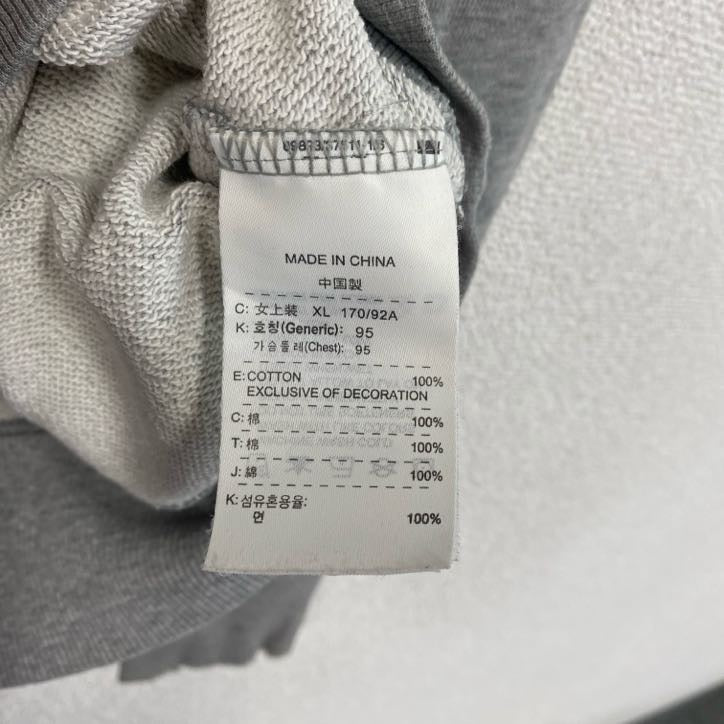 MADE IN CHINA
中国製
C: 女上装 XL 170/92A
K: 호칭(Generic): 95
가슴둘레(Chest): 95
E: COTTON 100%
EXCLUSIVE OF DECORATION
C: 棉 100%
T: 棉 100%
J: 綿 100%
K: 섬유혼용율:
면 100%